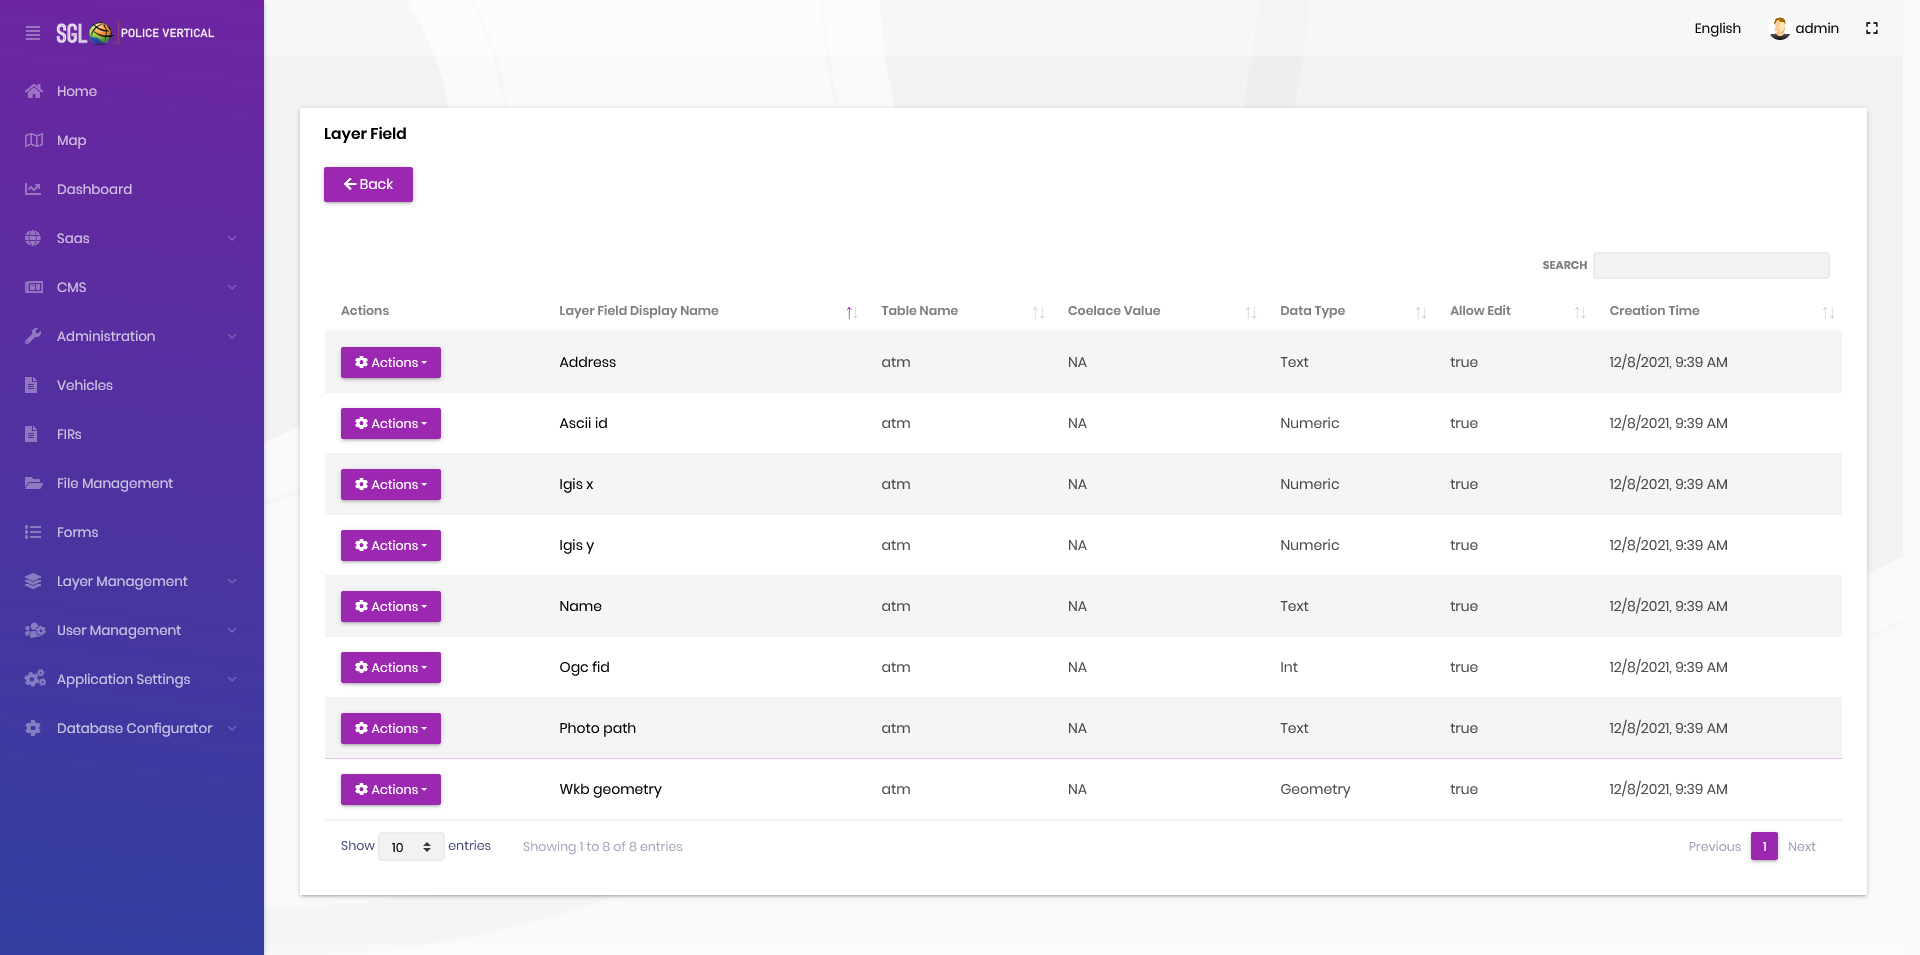 SGL POLICE VERTICAL
Home
Map
Dashboard
Saas
CMS
Administration
Vehicles
FIRs
File Management
Forms
Layer Management
User Management
Application Settings
Database Configurator
English admin
Layer Field
Back
SEARCH
Actions Layer Field Display Name Table Name Coelace Value Data Type Allow Edit Creation Time
Actions Address atm NA Text true 12/8/2021, 9:39 AM
Actions Ascii id atm NA Numeric true 12/8/2021, 9:39 AM
Actions Igis x atm NA Numeric true 12/8/2021, 9:39 AM
Actions Igis y atm NA Numeric true 12/8/2021, 9:39 AM
Actions Name atm NA Text true 12/8/2021, 9:39 AM
Actions Ogc fid atm NA Int true 12/8/2021, 9:39 AM
Actions Photo path atm NA Text true 12/8/2021, 9:39 AM
Actions Wkb geometry atm NA Geometry true 12/8/2021, 9:39 AM
Show 10 entries Showing 1 to 8 of 8 entries Previous 1 Next